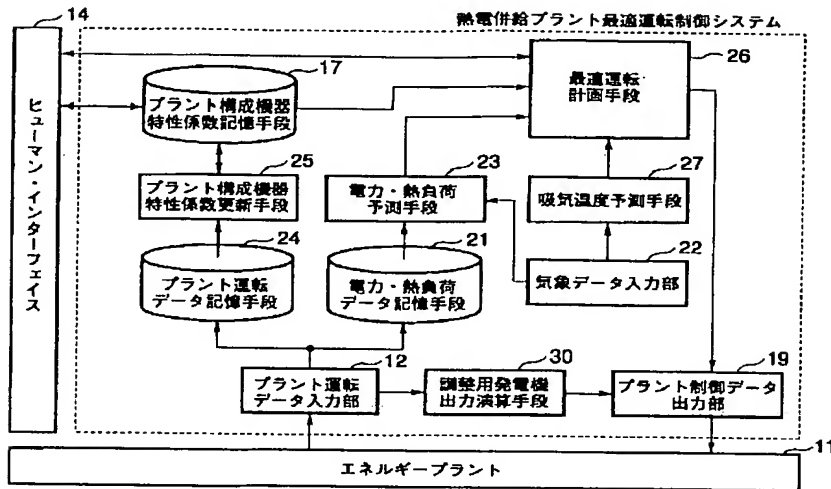 14
熱電併給プラント最適運転制御システム
17
26
プラント構成機器
特性係数記憶手段
最適運転
計画手段
ヒューマン・インターフェイス
25
23
27
プラント構成機器
特性係数更新手段
電力・熱負荷
予測手段
吸気温度予測手段
24
21
22
プラント運転
データ記憶手段
電力・熱負荷
データ記憶手段
気象データ入力部
12
30
19
プラント運転
データ入力部
調整用発電機
出力演算手段
プラント制御データ
出力部
11
エネルギープラント